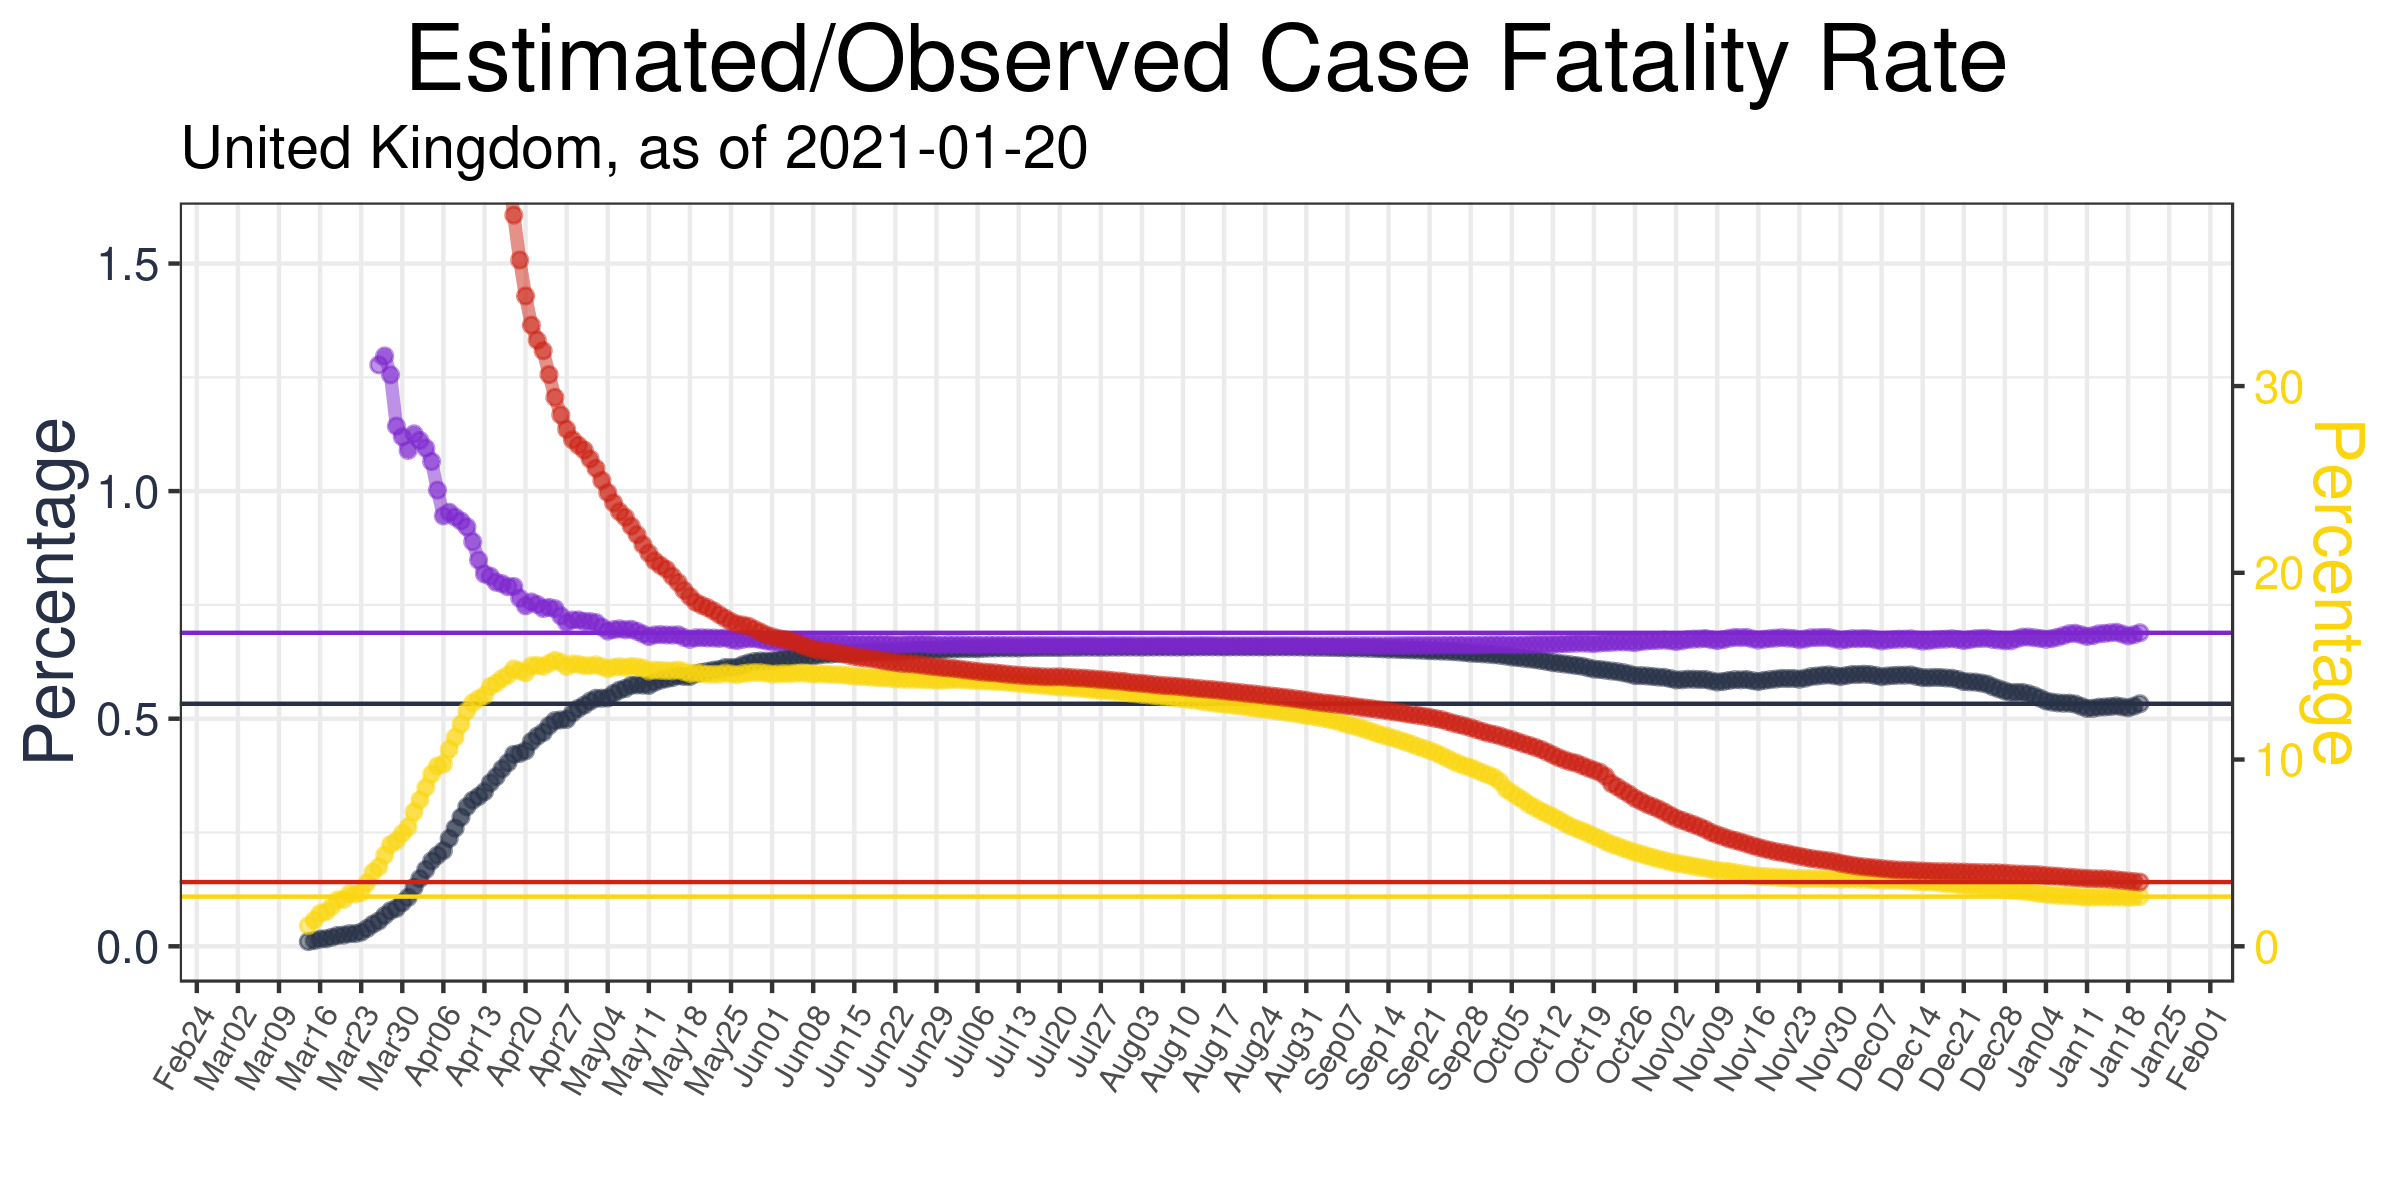 Estimated/Observed Case Fatality Rate
United Kingdom, as of 2021-01-20
Percentage
1.5
1.0
0.5
0.0
30
20
10
0
Percentage
Feb24 Mar02 Mar09 Mar16 Mar23 Mar30 Apr06 Apr13 Apr20 Apr27 May04 May11 May18 May25 Jun01 Jun08 Jun15 Jun22 Jun29 Jul06 Jul13 Jul20 Jul27 Aug03 Aug10 Aug17 Aug24 Aug31 Sep07 Sep14 Sep21 Sep28 Oct05 Oct12 Oct19 Oct26 Nov02 Nov09 Nov16 Nov23 Nov30 Dec07 Dec14 Dec21 Dec28 Jan04 Jan11 Jan18 Jan25 Feb01